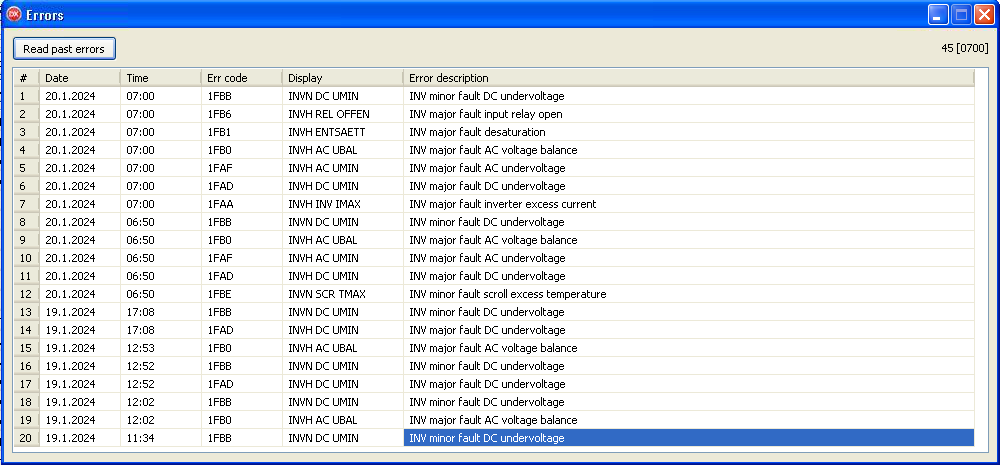 DX Errors
Read past errors 45 [0700]
# Date Time Err code Display Error description
1 20.1.2024 07:00 1FBB INVN DC UMIN INV minor fault DC undervoltage
2 20.1.2024 07:00 1FB6 INVH REL OFFEN INV major fault input relay open
3 20.1.2024 07:00 1FB1 INVH ENTSAETT INV major fault desaturation
4 20.1.2024 07:00 1FB0 INVH AC UBAL INV major fault AC voltage balance
5 20.1.2024 07:00 1FAF INVH AC UMIN INV major fault AC undervoltage
6 20.1.2024 07:00 1FAD INVH DC UMIN INV major fault DC undervoltage
7 20.1.2024 07:00 1FAA INVH INV IMAX INV major fault inverter excess current
8 20.1.2024 06:50 1FBB INVN DC UMIN INV minor fault DC undervoltage
9 20.1.2024 06:50 1FB0 INVH AC UBAL INV major fault AC voltage balance
10 20.1.2024 06:50 1FAF INVH AC UMIN INV major fault AC undervoltage
11 20.1.2024 06:50 1FAD INVH DC UMIN INV major fault DC undervoltage
12 20.1.2024 06:50 1FBE INVN SCR TMAX INV minor fault scroll excess temperature
13 19.1.2024 17:08 1FBB INVN DC UMIN INV minor fault DC undervoltage
14 19.1.2024 17:08 1FAD INVH DC UMIN INV major fault DC undervoltage
15 19.1.2024 12:53 1FB0 INVH AC UBAL INV major fault AC voltage balance
16 19.1.2024 12:52 1FBB INVN DC UMIN INV minor fault DC undervoltage
17 19.1.2024 12:52 1FAD INVH DC UMIN INV major fault DC undervoltage
18 19.1.2024 12:02 1FBB INVN DC UMIN INV minor fault DC undervoltage
19 19.1.2024 12:02 1FB0 INVH AC UBAL INV major fault AC voltage balance
20 19.1.2024 11:34 1FBB INVN DC UMIN INV minor fault DC undervoltage